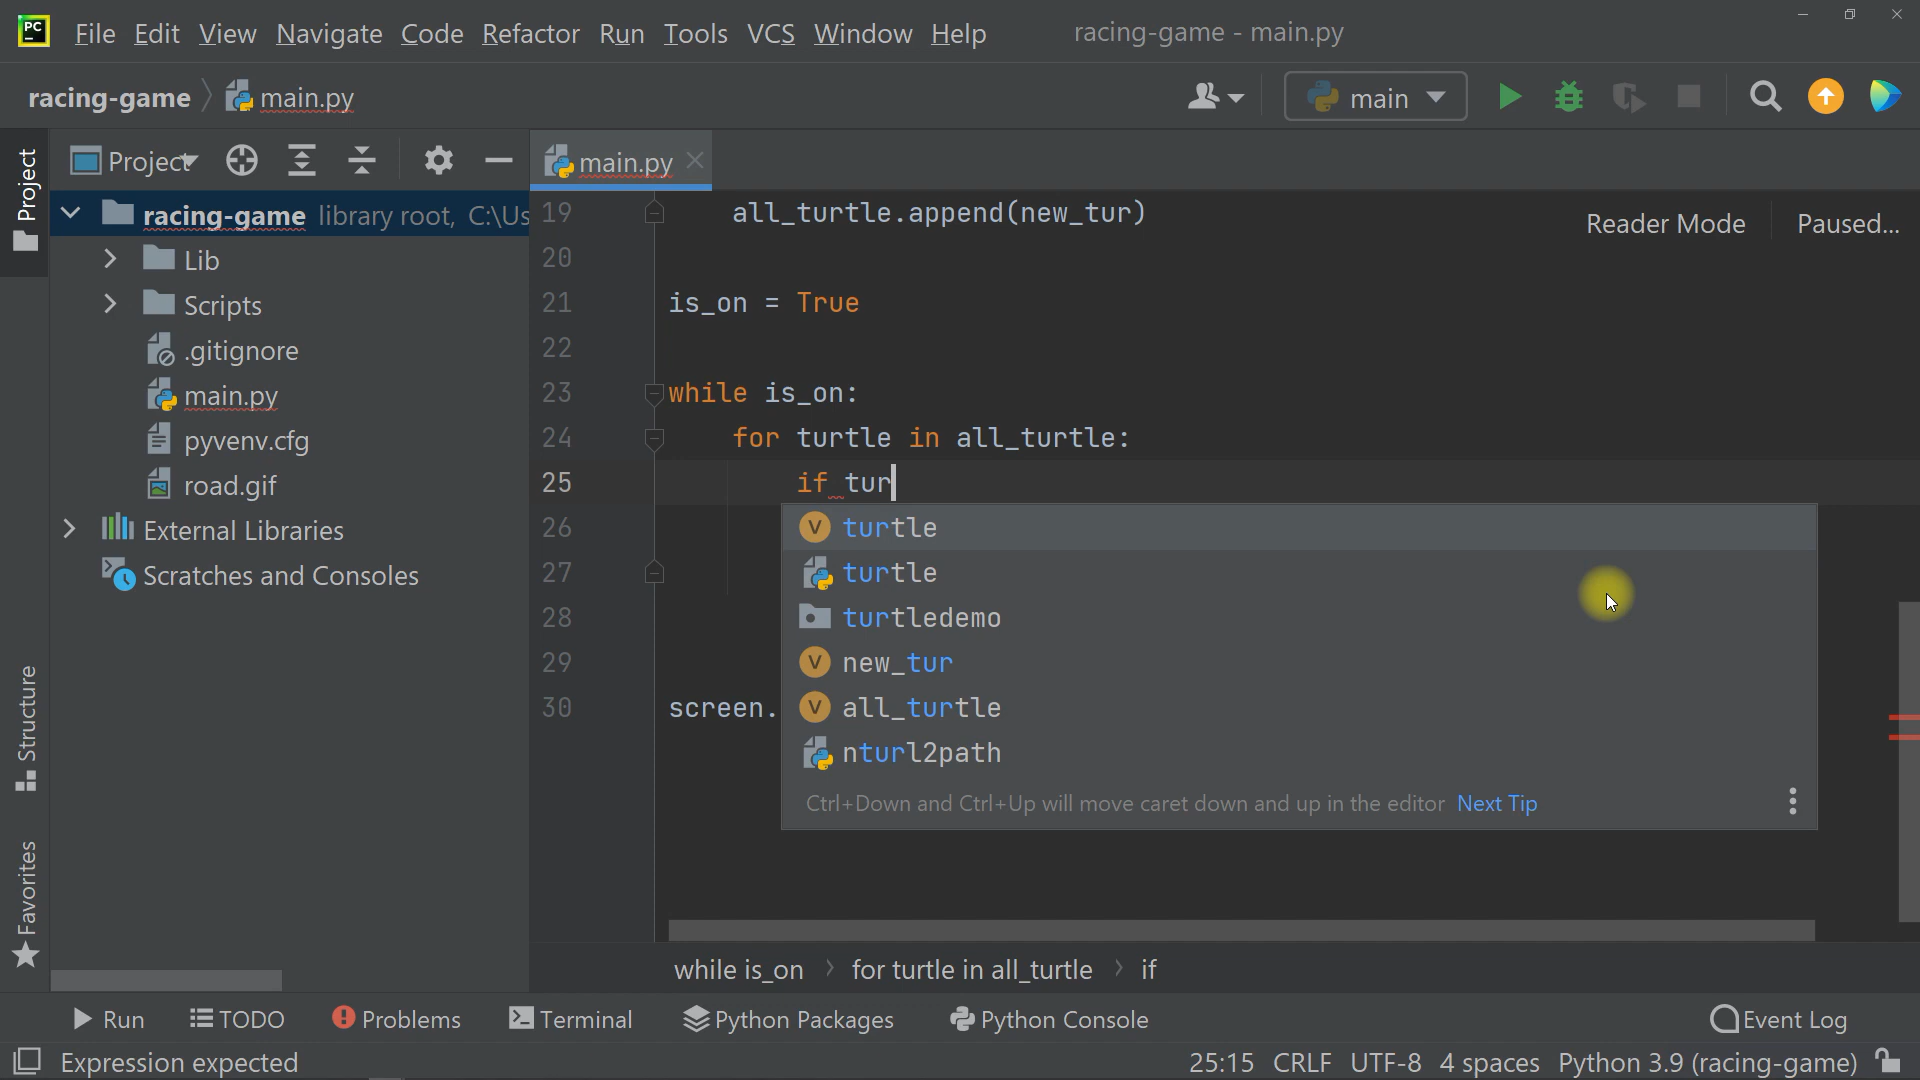 PC File Edit View Navigate Code Refactor Run Tools VCS Window Help racing-game - main.py
racing-game main.py main
Project main.py
Project
racing-game library root, C:\Us
Lib
Scripts
.gitignore
main.py
pyvenv.cfg
road.gif
External Libraries
Scratches and Consoles
Structure
Favorites
Reader Mode Paused...
19 all_turtle.append(new_tur)
20
21 is_on = True
22
23 while is_on:
24 for turtle in all_turtle:
25 if tur
26
27
28
29
30 screen.
V turtle
turtle
turtledemo
V new_tur
V all_turtle
nturl2path
Ctrl+Down and Ctrl+Up will move caret down and up in the editor Next Tip
while is_on for turtle in all_turtle if
Run TODO Problems Terminal Python Packages Python Console Event Log
Expression expected 25:15 CRLF UTF-8 4 spaces Python 3.9 (racing-game)